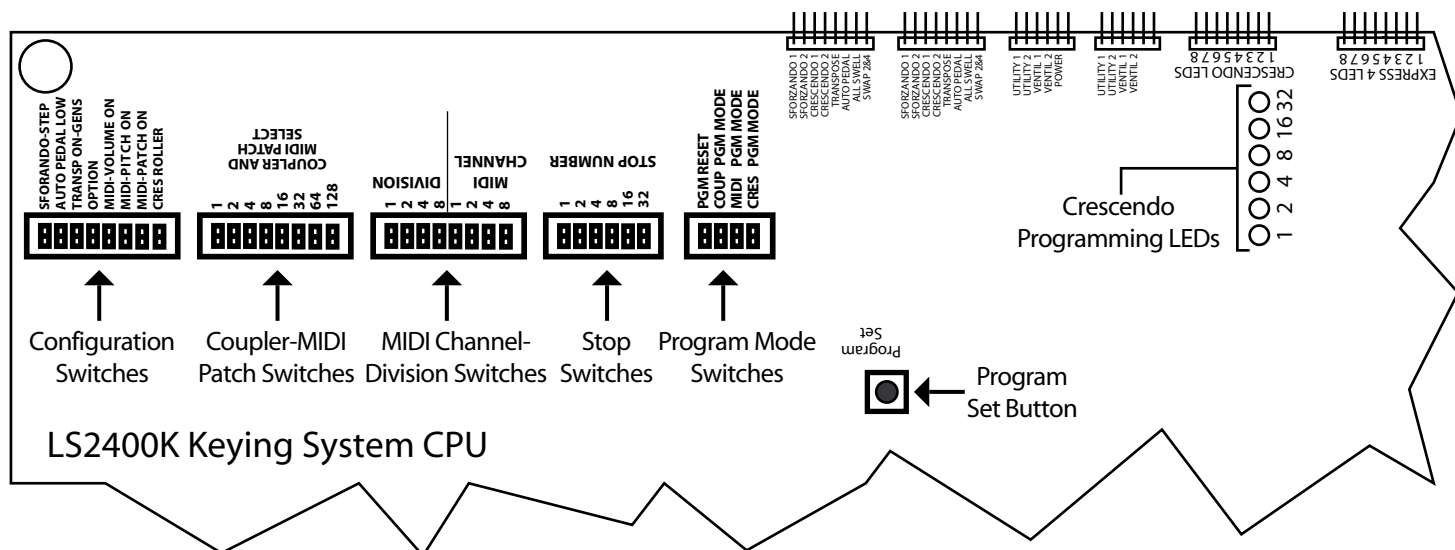 SFORZANDO 1
SFORZANDO 2
CRESCENDO 1
CRESCENDO 2
TRANSPOSE
AUTO PEDAL
ALL SWELL
SWAP 2&4
SFORZANDO 1
SFORZANDO 2
CRESCENDO 1
CRESCENDO 2
TRANSPOSE
AUTO PEDAL
ALL SWELL
SWAP 2&4
UTILITY 1
UTILITY 2
VENTIL 1
VENTIL 2
POWER
UTILITY 1
UTILITY 2
VENTIL 1
VENTIL 2
12345678
CRESCENDO LEDS
12345678
EXPRESS 4 LEDS
SFORANDO-STEP
AUTO PEDAL LOW
TRANSP ON-GENS
OPTION
MIDI-VOLUME ON
MIDI-PITCH ON
MIDI-PATCH ON
CRES ROLLER
COUPLER AND
MIDI PATCH
SELECT
1
2
4
8
16
32
64
128
DIVISION
1
2
4
8
MIDI
CHANNEL
1
2
4
8
STOP NUMBER
1
2
4
8
16
32
PGM RESET
COUP PGM MODE
MIDI PGM MODE
CRES PGM MODE
32
16
8
4
2
1
Crescendo
Programming LEDs
Configuration
Switches
Coupler-MIDI
Patch Switches
MIDI Channel-
Division Switches
Stop
Switches
Program Mode
Switches
Program
Set
Program
Set Button
LS2400K Keying System CPU